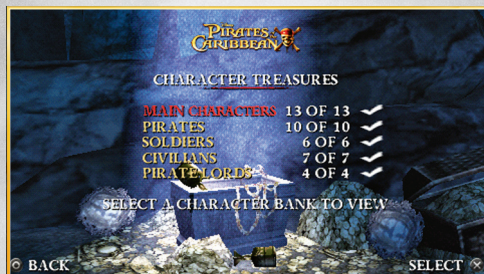 PIRATES of the
CARIBBEAN
CHARACTER TREASURES
MAIN CHARACTERS 13 OF 13
PIRATES 10 OF 10
SOLDIERS 6 OF 6
CIVILIANS 7 OF 7
PIRATE LORDS 4 OF 4
SELECT A CHARACTER BANK TO VIEW
BACK SELECT